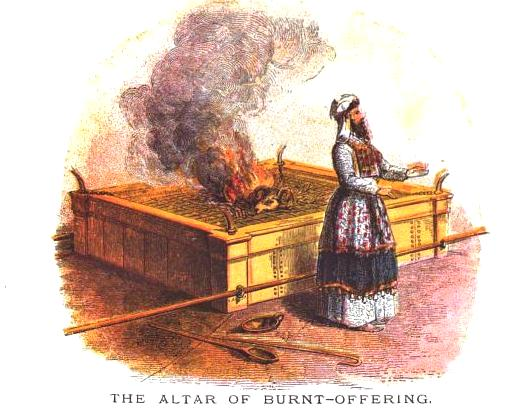 THE ALTAR OF BURNT-OFFERING.